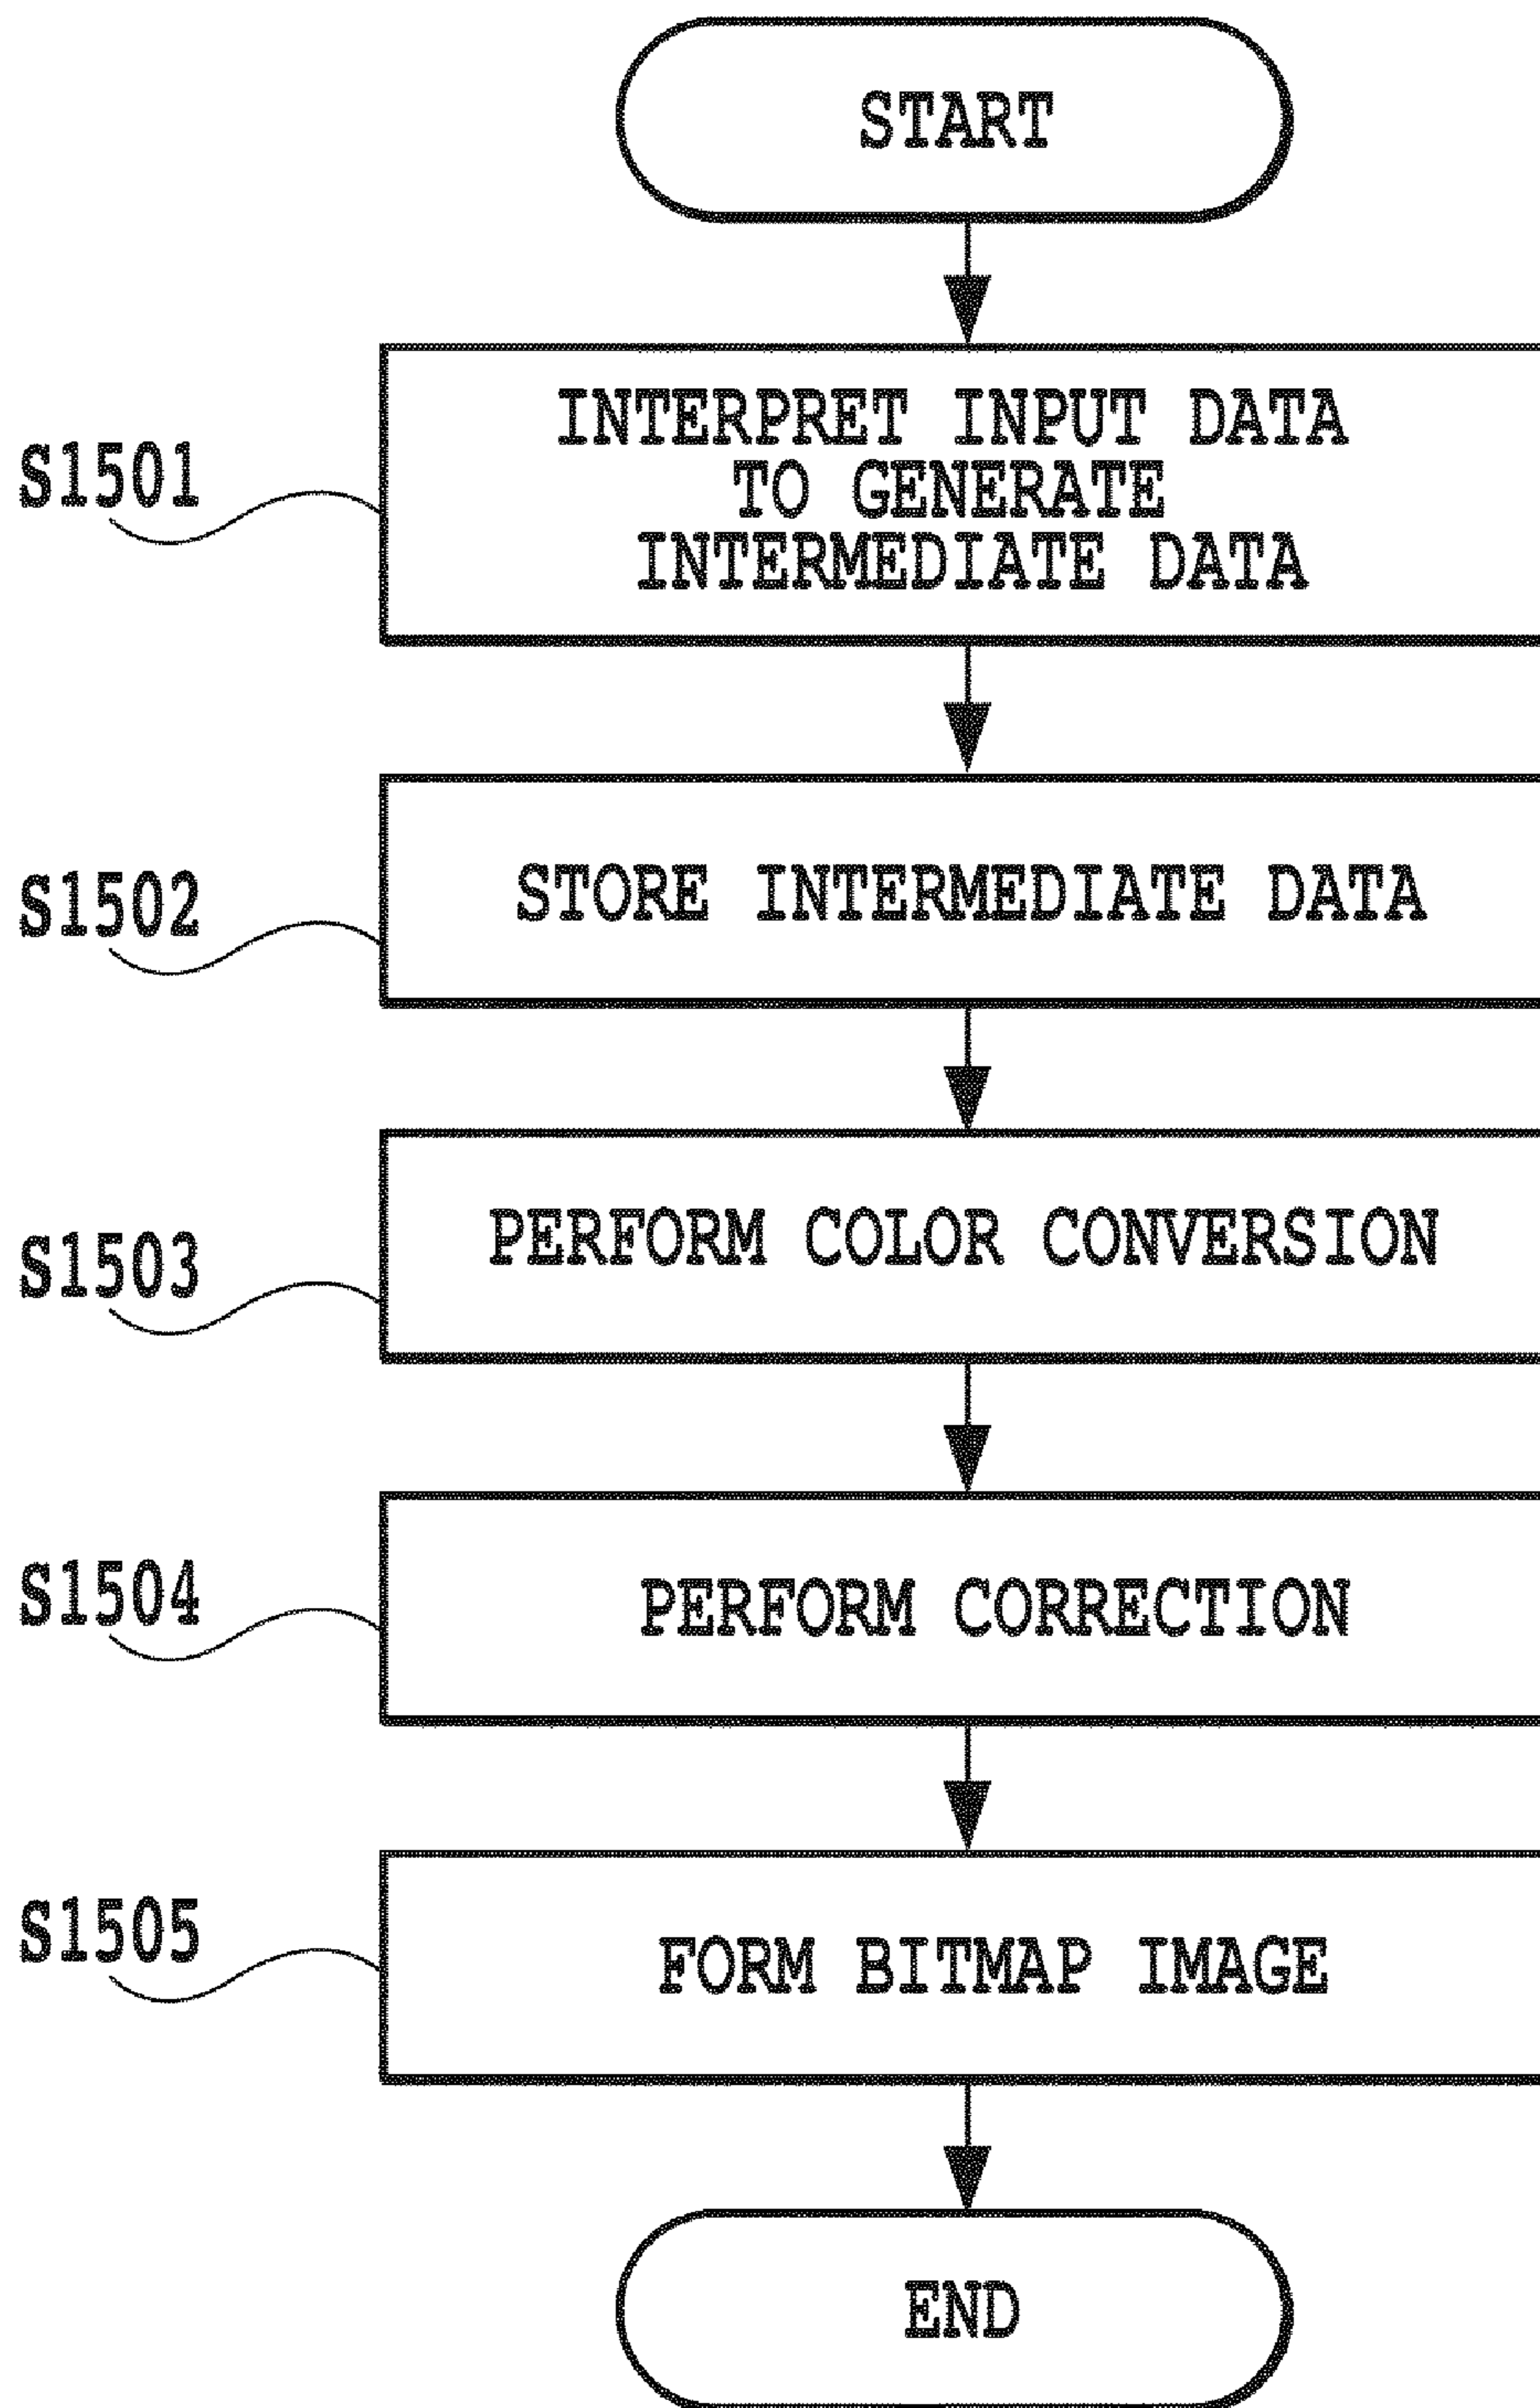 START
S1501
INTERPRET INPUT DATA
TO GENERATE
INTERMEDIATE DATA
S1502
STORE INTERMEDIATE DATA
S1503
PERFORM COLOR CONVERSION
S1504
PERFORM CORRECTION
S1505
FORM BITMAP IMAGE
END